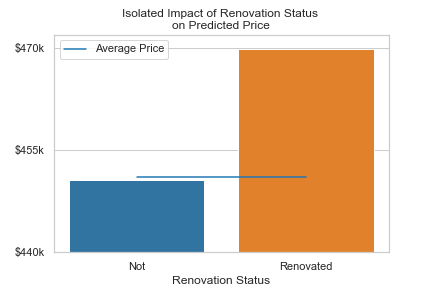 Isolated Impact of Renovation Status
on Predicted Price
Average Price
$470k
$455k
$440k
Not
Renovated
Renovation Status